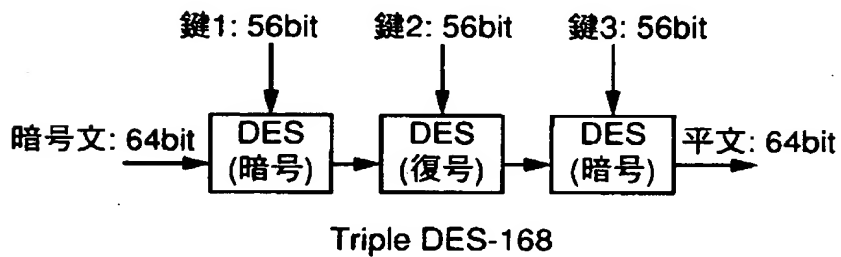 鍵1: 56bit 鍵2: 56bit 鍵3: 56bit
暗号文: 64bit DES DES DES 平文: 64bit
(暗号) (復号) (暗号)
Triple DES-168